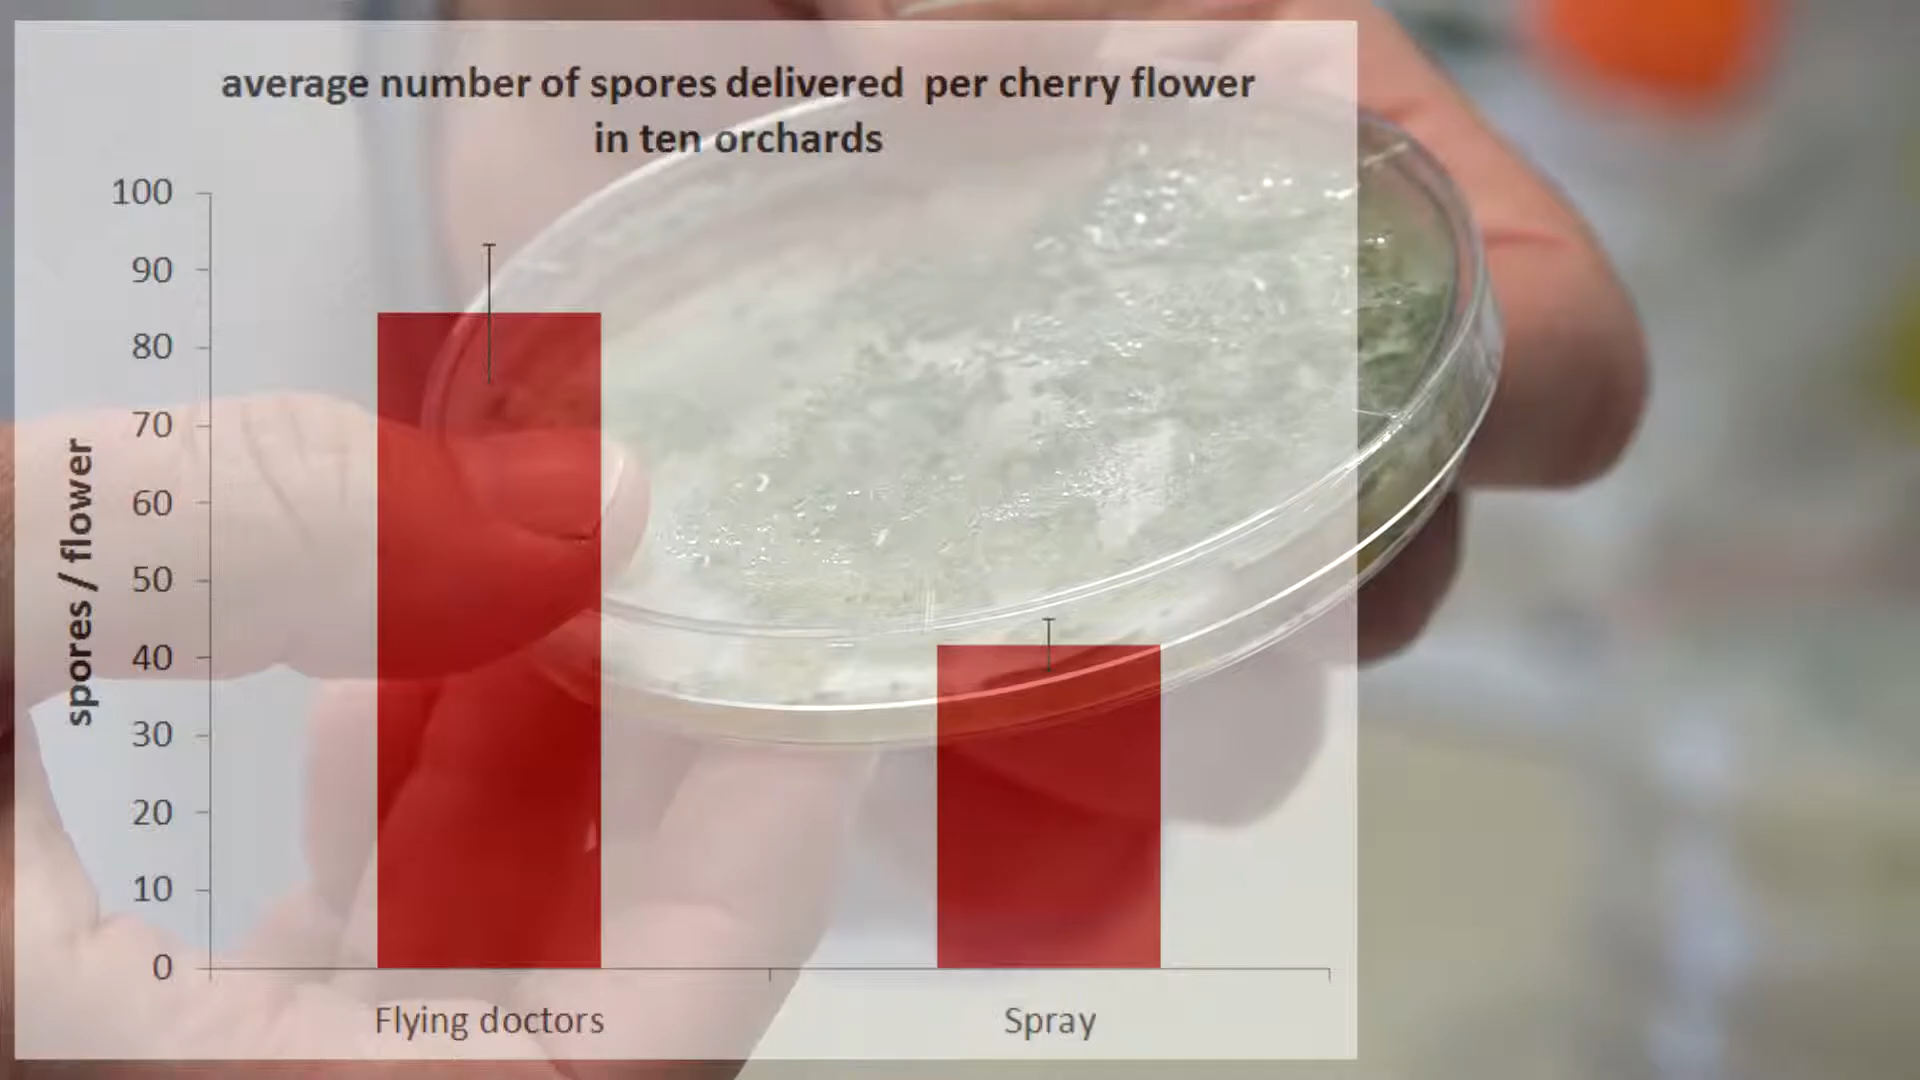 average number of spores delivered per cherry flower
in ten orchards
100
90
80
70
60
50
40
30
20
10
0
spores / flower
Flying doctors
Spray